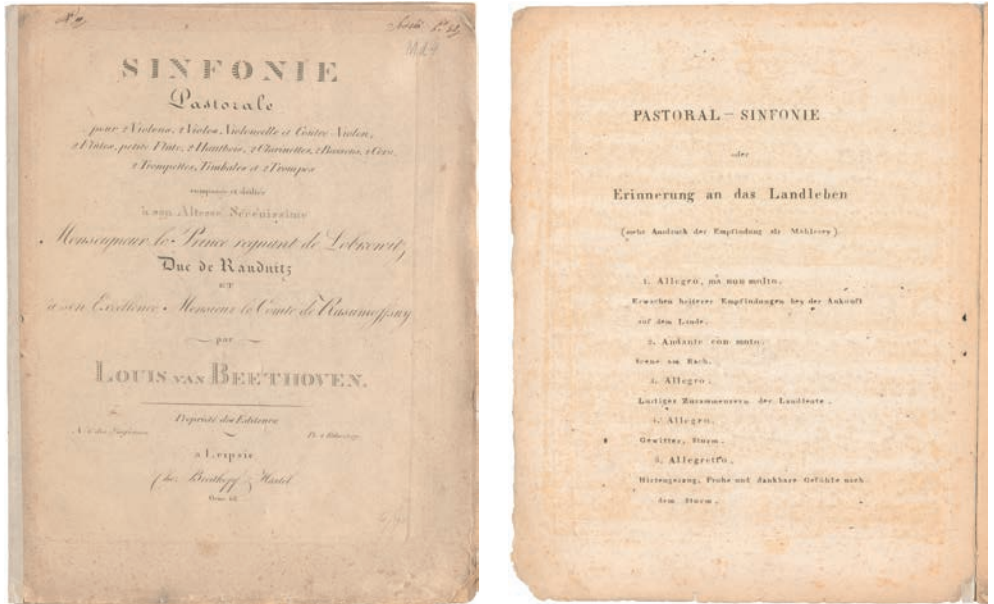 Nº
Md 9
SINFONIE
Pastorale
pour 2 Violons, 2 Violes, Violoncelle et Contre-Violon,
2 Flûtes, petite Flûte, 2 Hautbois, 2 Clarinettes, 2 Bassons, 2 Cors,
2 Trompettes, Timbales et 2 Trompes
composée et dédiée
à son Altesse Sérénissime
Monseigneur le Prince regnant de Lobkowitz
Duc de Raudnitz
ET
à son Excellence Monsieur le Comte de Rasumoffsky
par
LOUIS VAN BEETHOVEN.
Propriété des Editeurs
a Leipsic
Chez Breitkopf & Härtel
Oeuv. 68
PASTORAL - SINFONIE
oder
Erinnerung an das Landleben
(mehr Ausdruck der Empfindung als Mahlerey)
1. Allegro, ma non molto.
Erwachen heiterer Empfindungen bey der Ankunft
auf dem Lande.
2. Andante con moto.
Scene am Bach.
3. Allegro.
Lustiges Zusammenseyn der Landleute.
4. Allegro.
Gewitter, Sturm.
5. Allegretto.
Hirtengesang, Frohe und dankbare Gefühle nach
dem Sturm.